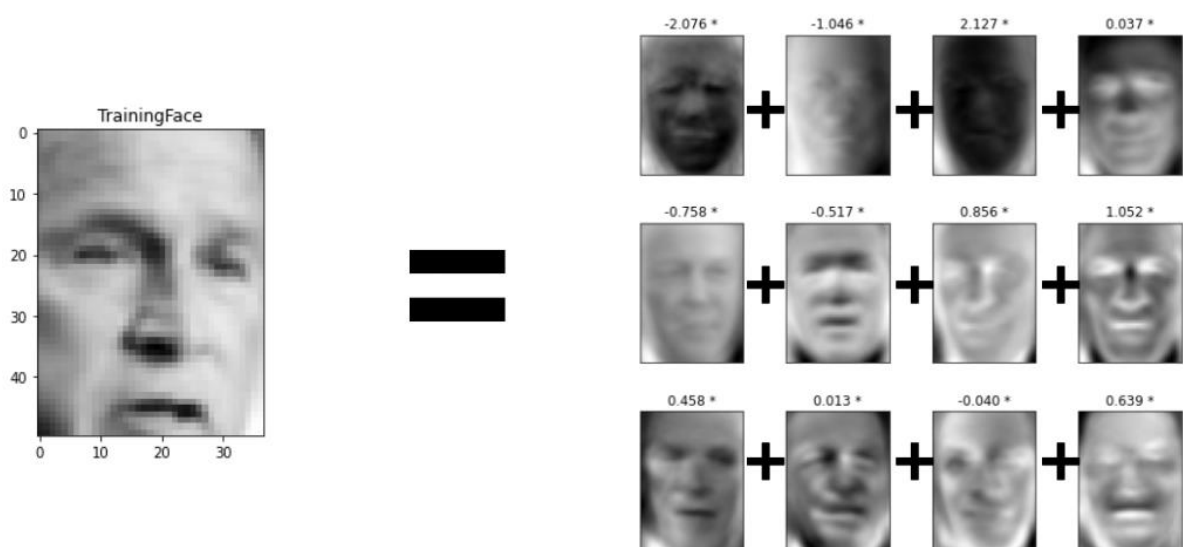 TrainingFace
0
10
20
30
40
0 10 20 30
-2.076 * -1.046 * 2.127 * 0.037 *
+ + +
-0.758 * -0.517 * 0.856 * 1.052 *
+ + +
0.458 * 0.013 * -0.040 * 0.639 *
+ + +
=